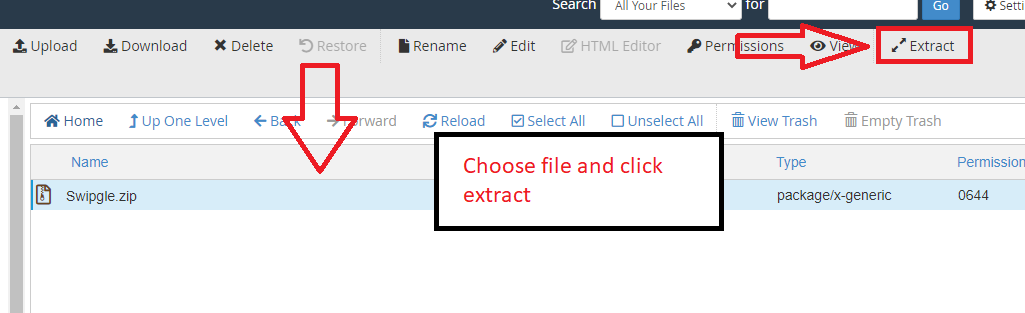 Search All Your Files for Go Setti
Upload Download Delete Restore Rename Edit HTML Editor Permissions View Extract
Home Up One Level Back Forward Reload Select All Unselect All View Trash Empty Trash
Name Type Permission
Swipgle.zip package/x-generic 0644
Choose file and click
extract